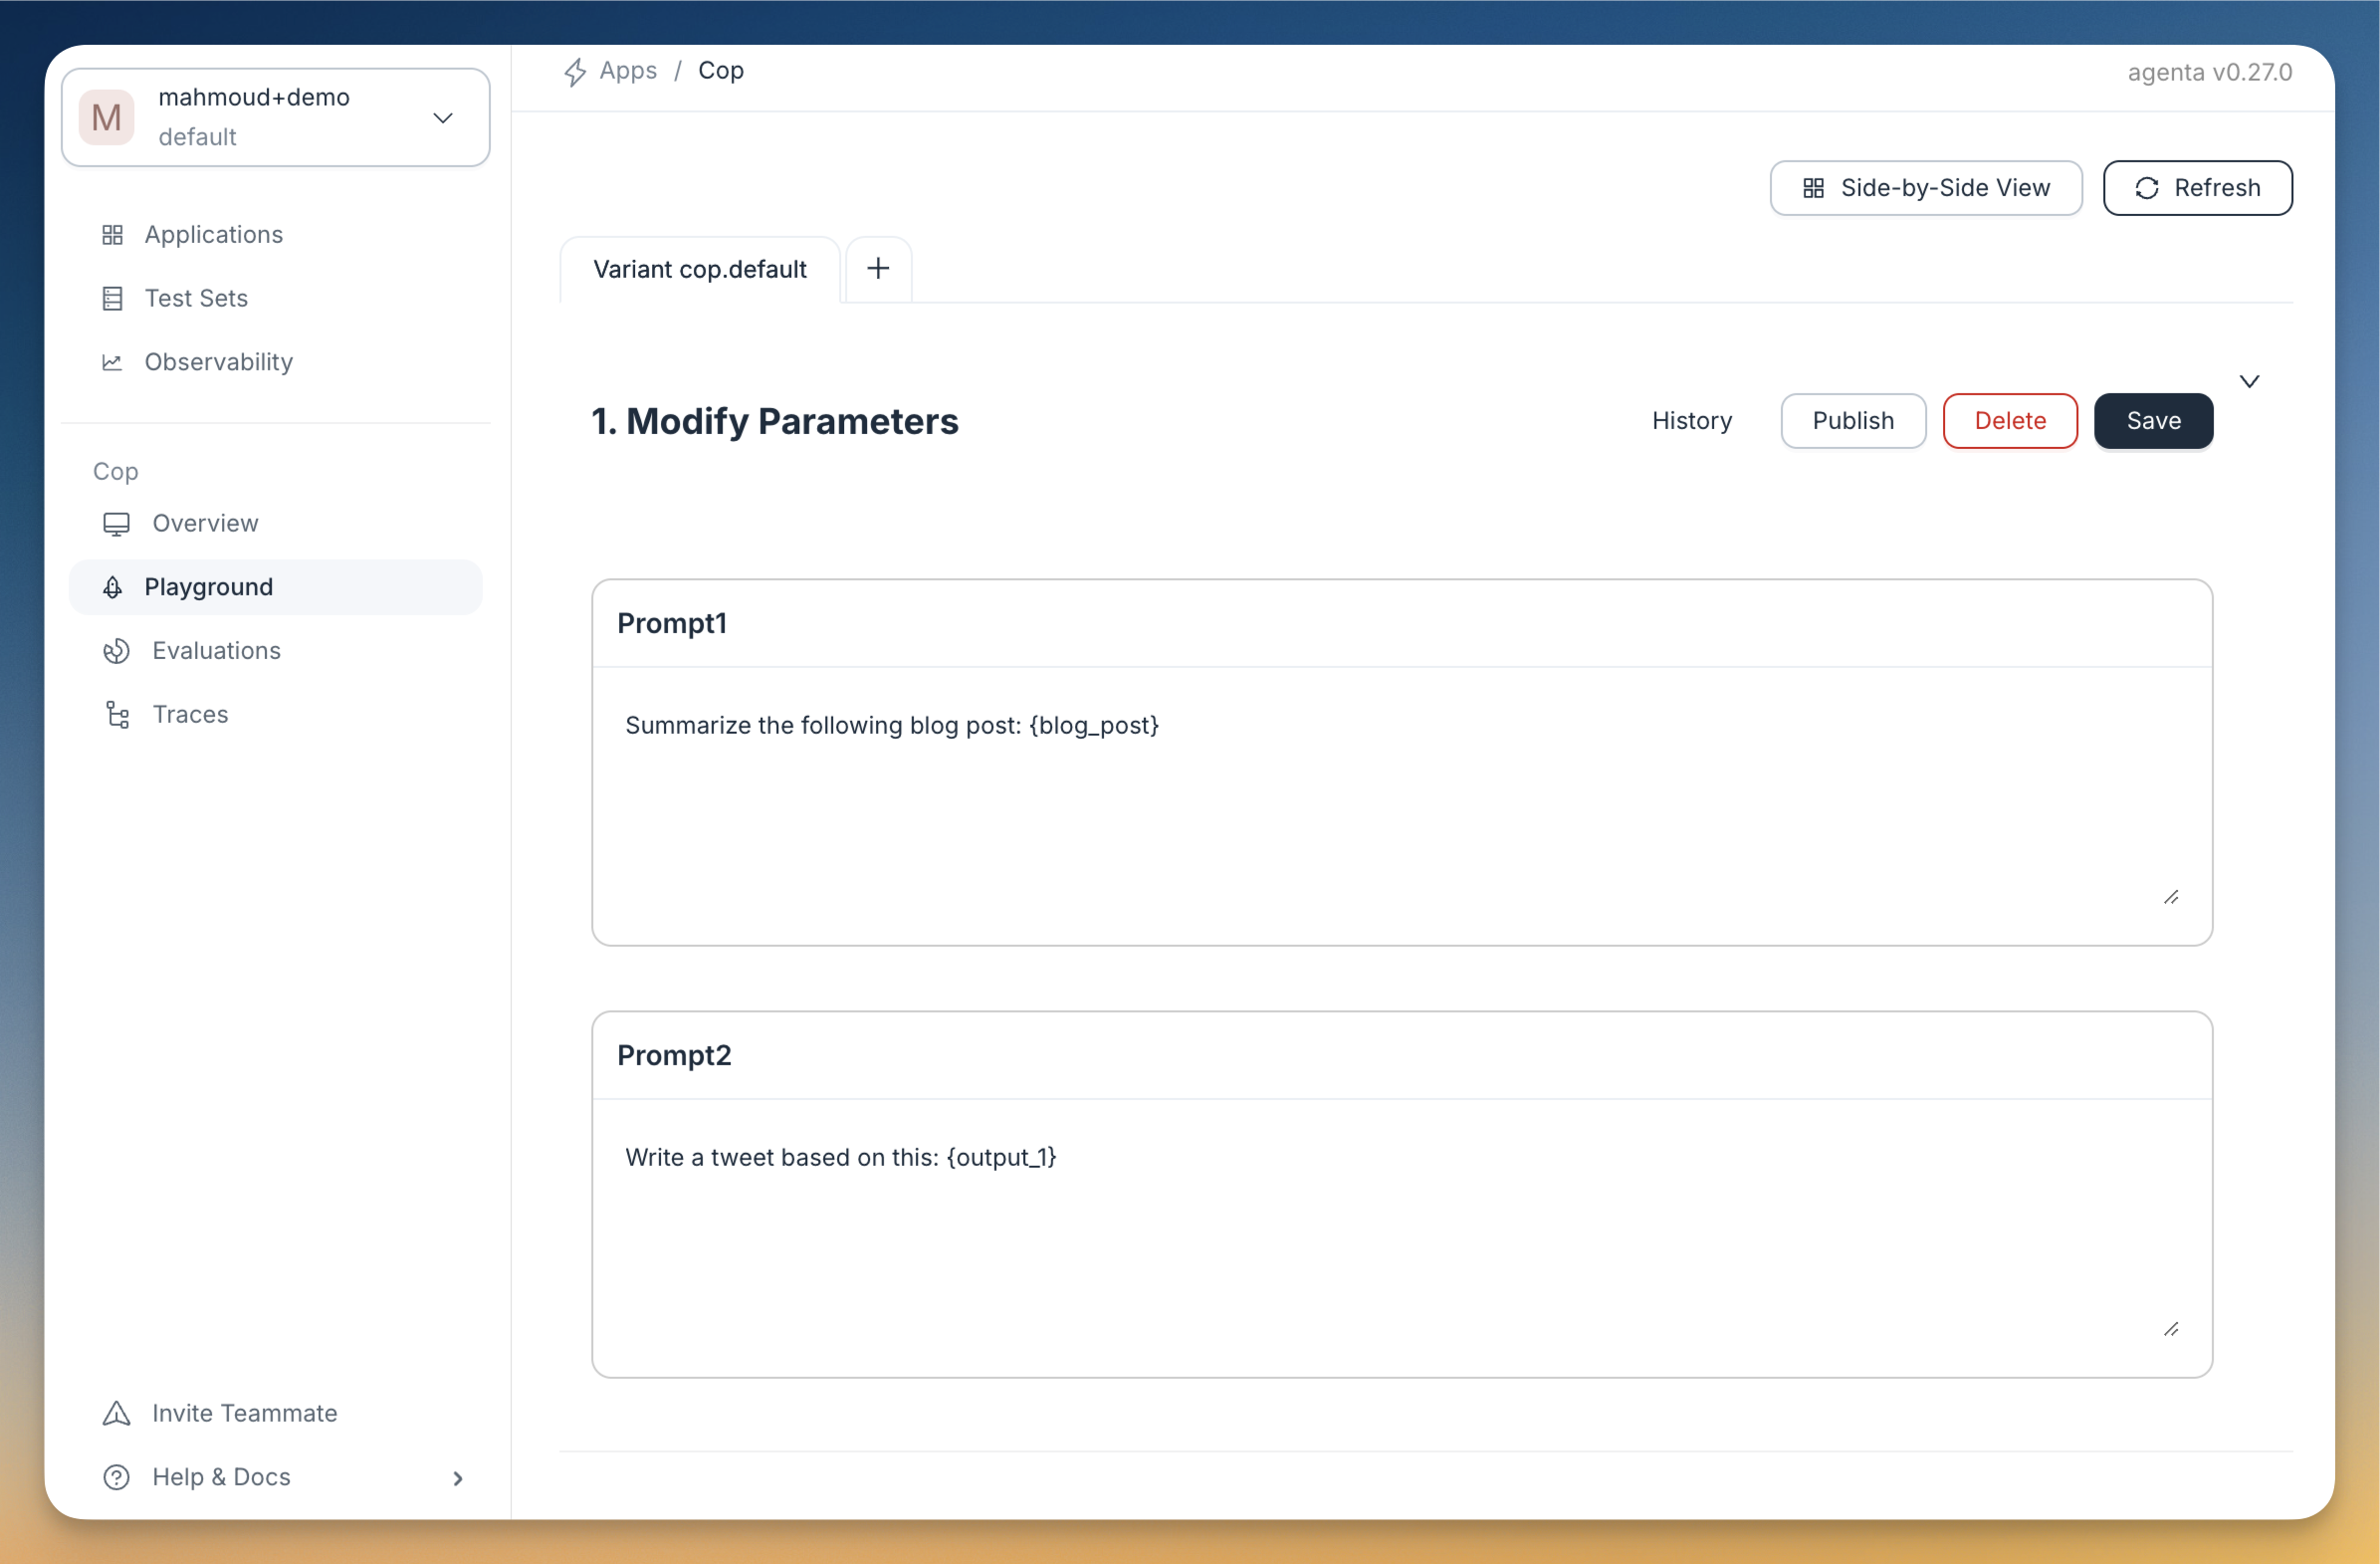 M
mahmoud+demo
default
Applications
Test Sets
Observability
Cop
Overview
Playground
Evaluations
Traces
Invite Teammate
Help & Docs
Apps / Cop
agenta v0.27.0
Side-by-Side View
Refresh
Variant cop.default
+
1. Modify Parameters
History
Publish
Delete
Save
Prompt1
Summarize the following blog post: {blog_post}
Prompt2
Write a tweet based on this: {output_1}